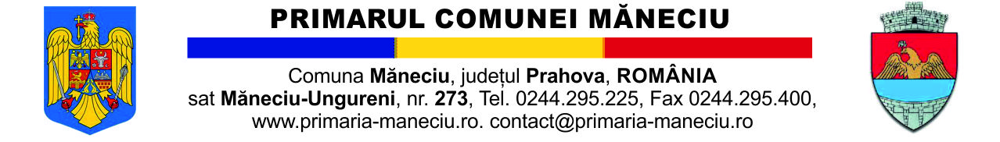 PRIMARUL COMUNEI MĂNECIU
Comuna Măneciu, județul Prahova, ROMÂNIA
sat Măneciu-Ungureni, nr. 273, Tel. 0244.295.225, Fax 0244.295.400,
www.primaria-maneciu.ro. contact@primaria-maneciu.ro